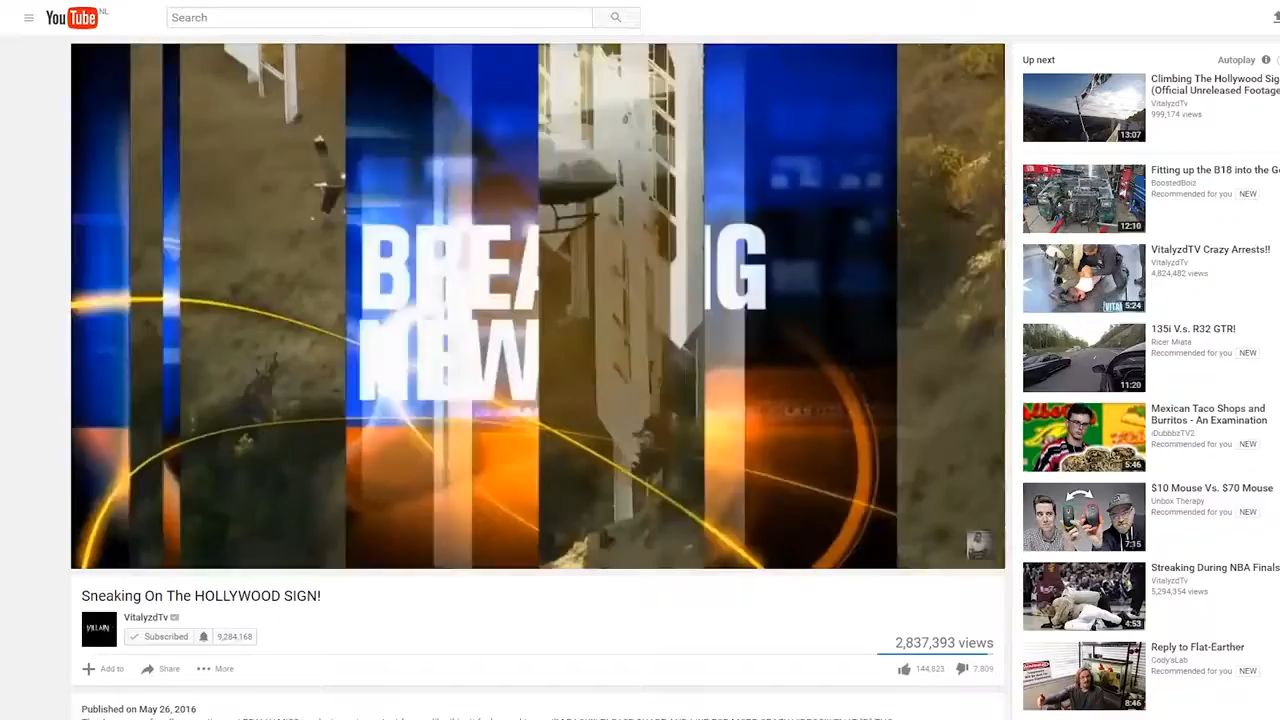 YouTube NL
Search
BREA NG
NEW
Sneaking On The HOLLYWOOD SIGN!
VitalyzdTv
Subscribed 9,284,168
2,837,393 views
Add to Share More
144,823 7,809
Published on May 26, 2016
Up next
Autoplay
Climbing The Hollywood Sig
(Official Unreleased Footage
VitalyzdTv
999,174 views
13:07
Fitting up the B18 into the G
BoostedBoiz
Recommended for you NEW
12:10
VitalyzdTV Crazy Arrests!!
VitalyzdTv
4,824,482 views
5:24
135i V.s. R32 GTR!
Ricer Miata
Recommended for you NEW
11:20
Mexican Taco Shops and
Burritos - An Examination
iDubbbzTV2
Recommended for you NEW
5:46
$10 Mouse Vs. $70 Mouse
Unbox Therapy
Recommended for you NEW
7:15
Streaking During NBA Finals
VitalyzdTv
5,294,354 views
4:53
Reply to Flat-Earther
Cody'sLab
Recommended for you NEW
8:46